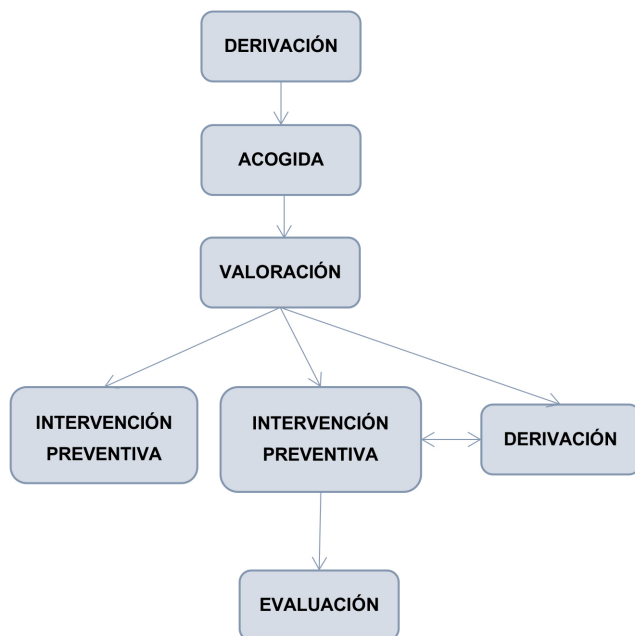 DERIVACIÓN
ACOGIDA
VALORACIÓN
INTERVENCIÓN
PREVENTIVA
INTERVENCIÓN
PREVENTIVA
DERIVACIÓN
EVALUACIÓN